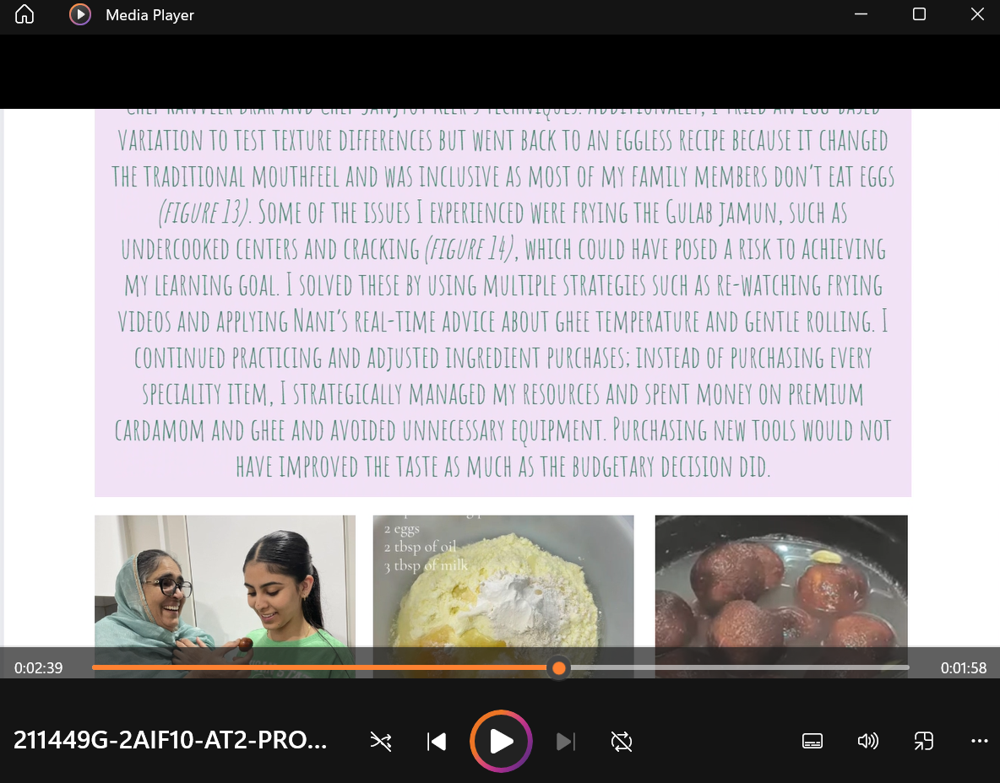 Media Player
CHEF RANVEER BRAR AND CHEF SANJYOT KEER'S TECHNIQUES. ADDITIONALLY, I TRIED AN EGG-BASED
VARIATION TO TEST TEXTURE DIFFERENCES BUT WENT BACK TO AN EGGLESS RECIPE BECAUSE IT CHANGED
THE TRADITIONAL MOUTHFEEL AND WAS INCLUSIVE AS MOST OF MY FAMILY MEMBERS DON'T EAT EGGS
(FIGURE 13). SOME OF THE ISSUES I EXPERIENCED WERE FRYING THE GULAB JAMUN, SUCH AS
UNDERCOOKED CENTERS AND CRACKING (FIGURE 14), WHICH COULD HAVE POSED A RISK TO ACHIEVING
MY LEARNING GOAL. I SOLVED THESE BY USING MULTIPLE STRATEGIES SUCH AS RE-WATCHING FRYING
VIDEOS AND APPLYING NANI'S REAL-TIME ADVICE ABOUT GHEE TEMPERATURE AND GENTLE ROLLING. I
CONTINUED PRACTICING AND ADJUSTED INGREDIENT PURCHASES; INSTEAD OF PURCHASING EVERY
SPECIALITY ITEM, I STRATEGICALLY MANAGED MY RESOURCES AND SPENT MONEY ON PREMIUM
CARDAMOM AND GHEE AND AVOIDED UNNECESSARY EQUIPMENT. PURCHASING NEW TOOLS WOULD NOT
HAVE IMPROVED THE TASTE AS MUCH AS THE BUDGETARY DECISION DID.
2 eggs
2 tbsp of oil
3 tbsp of milk
0:02:39
0:01:58
211449G-2AIF10-AT2-PRO...